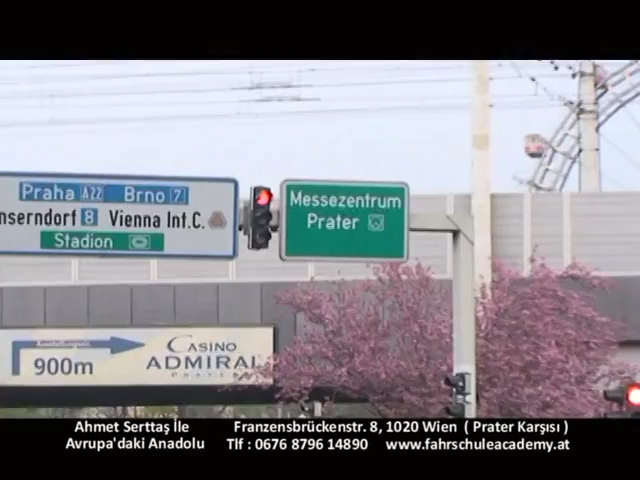 Praha A22 Brno 7
nserndorf 8 Vienna Int.C.
Stadion
Messezentrum
Prater
900m
CASINO
ADMIRAL
Ahmet Serttaş İle
Avrupa'daki Anadolu
Franzensbrückenstr. 8, 1020 Wien ( Prater Karşısı )
Tlf : 0676 8796 14890 www.fahrschuleacademy.at